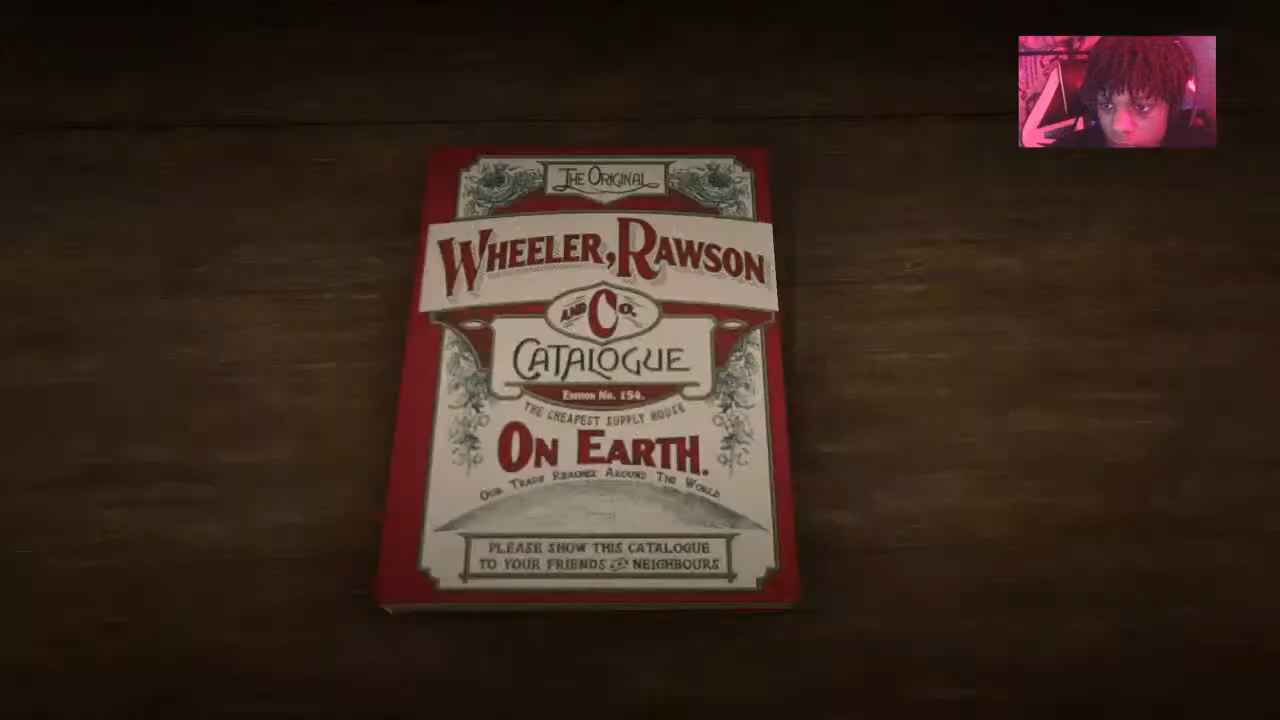 THE ORIGINAL
WHEELER, RAWSON
AND CO.
CATALOGUE
EDITION No. 154.
THE CHEAPEST SUPPLY HOUSE
ON EARTH.
OUR TRADE REACHES AROUND THE WORLD
PLEASE SHOW THIS CATALOGUE
TO YOUR FRIENDS AND NEIGHBOURS